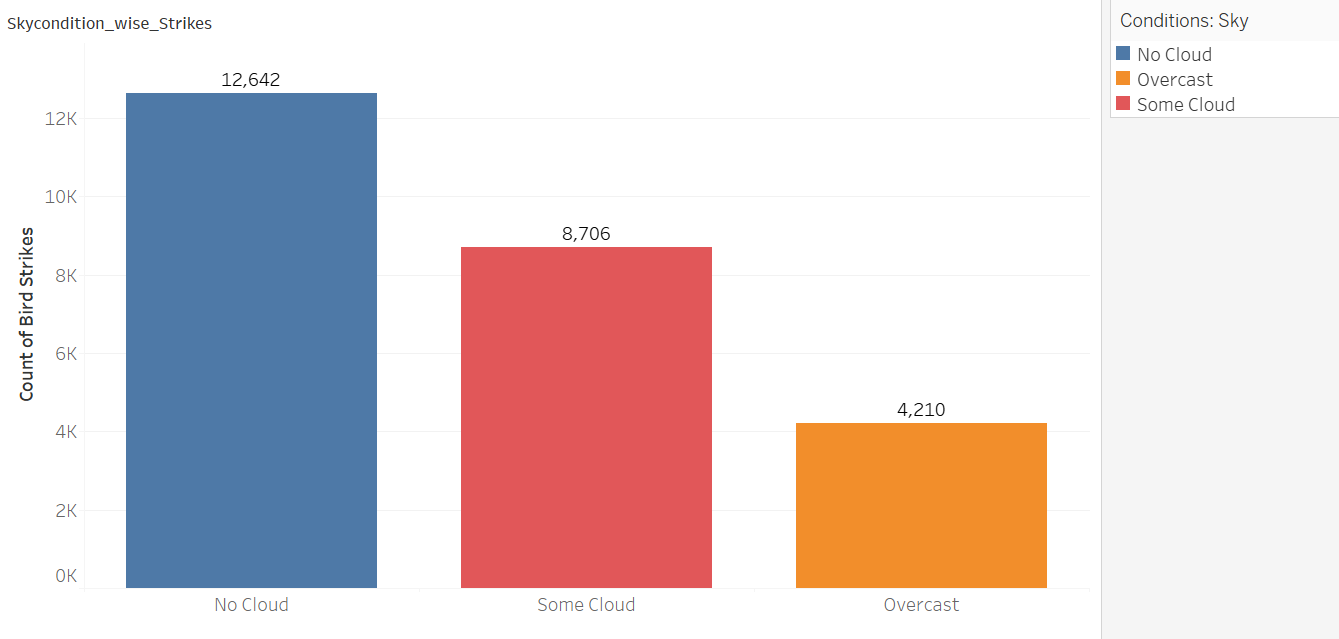 Skycondition_wise_Strikes
Count of Bird Strikes
12K
10K
8K
6K
4K
2K
0K
12,642
8,706
4,210
No Cloud
Some Cloud
Overcast
Conditions: Sky
No Cloud
Overcast
Some Cloud